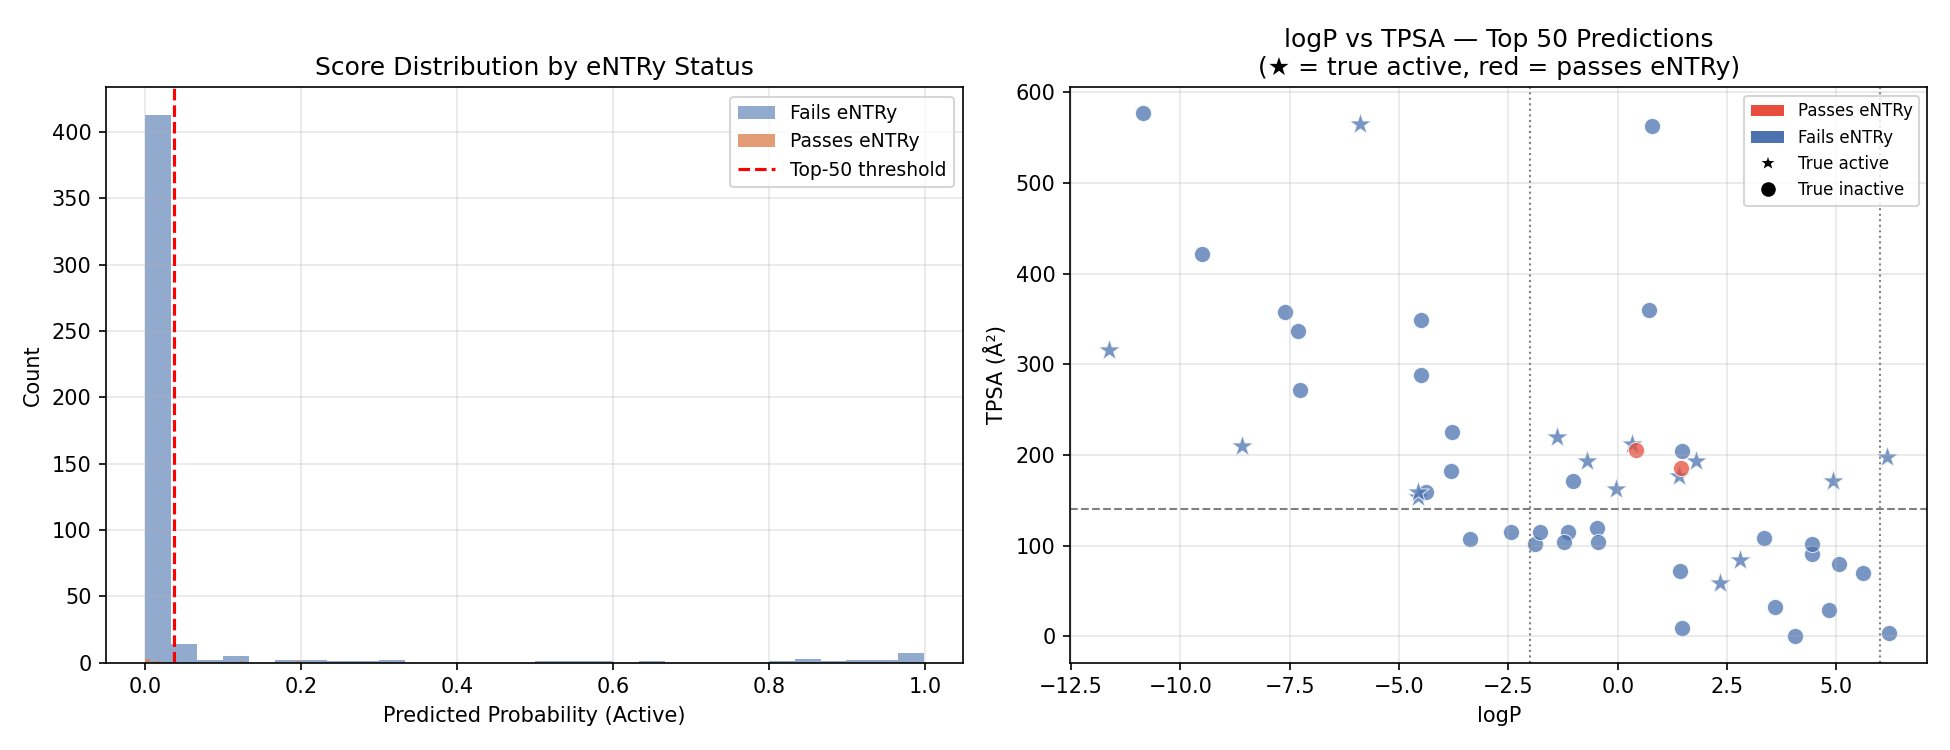 Score Distribution by eNTRy Status
Count
400
350
300
250
200
150
100
50
0
0.0 0.2 0.4 0.6 0.8 1.0
Predicted Probability (Active)
Fails eNTRy
Passes eNTRy
Top-50 threshold
logP vs TPSA — Top 50 Predictions
(★ = true active, red = passes eNTRy)
TPSA (Å²)
600
500
400
300
200
100
0
−12.5 −10.0 −7.5 −5.0 −2.5 0.0 2.5 5.0
logP
Passes eNTRy
Fails eNTRy
True active
True inactive